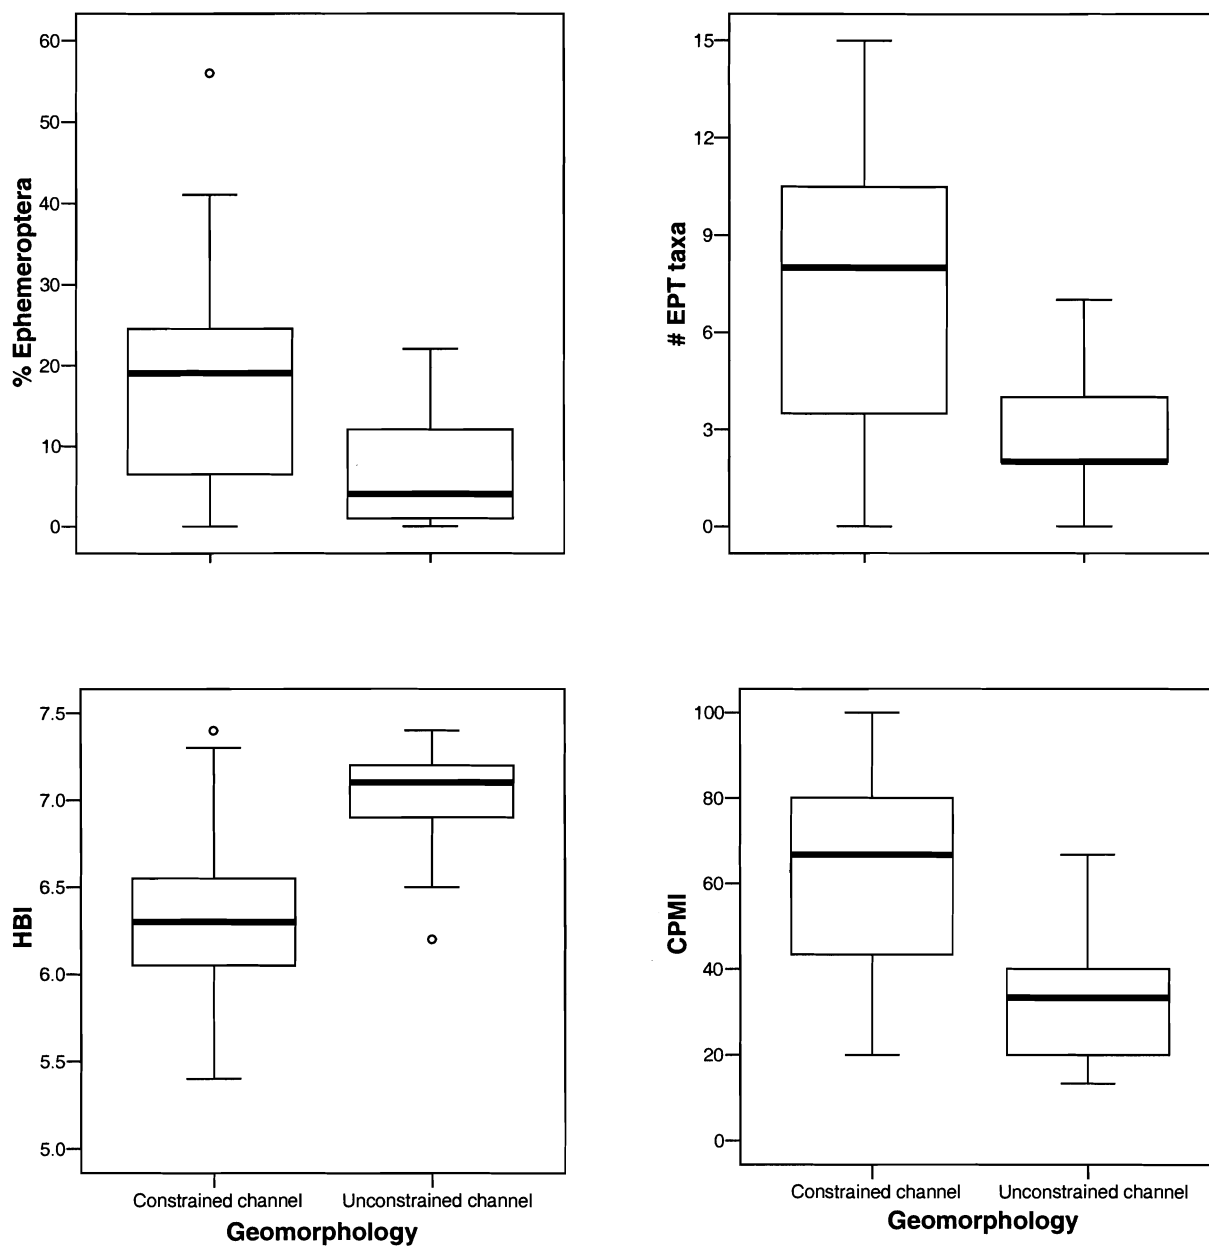 % Ephemeroptera
60
50
40
30
20
10
0
# EPT taxa
15
12
9
6
3
0
HBI
7.5
7.0
6.5
6.0
5.5
5.0
Constrained channel
Unconstrained channel
Geomorphology
CPMI
100
80
60
40
20
0
Constrained channel
Unconstrained channel
Geomorphology